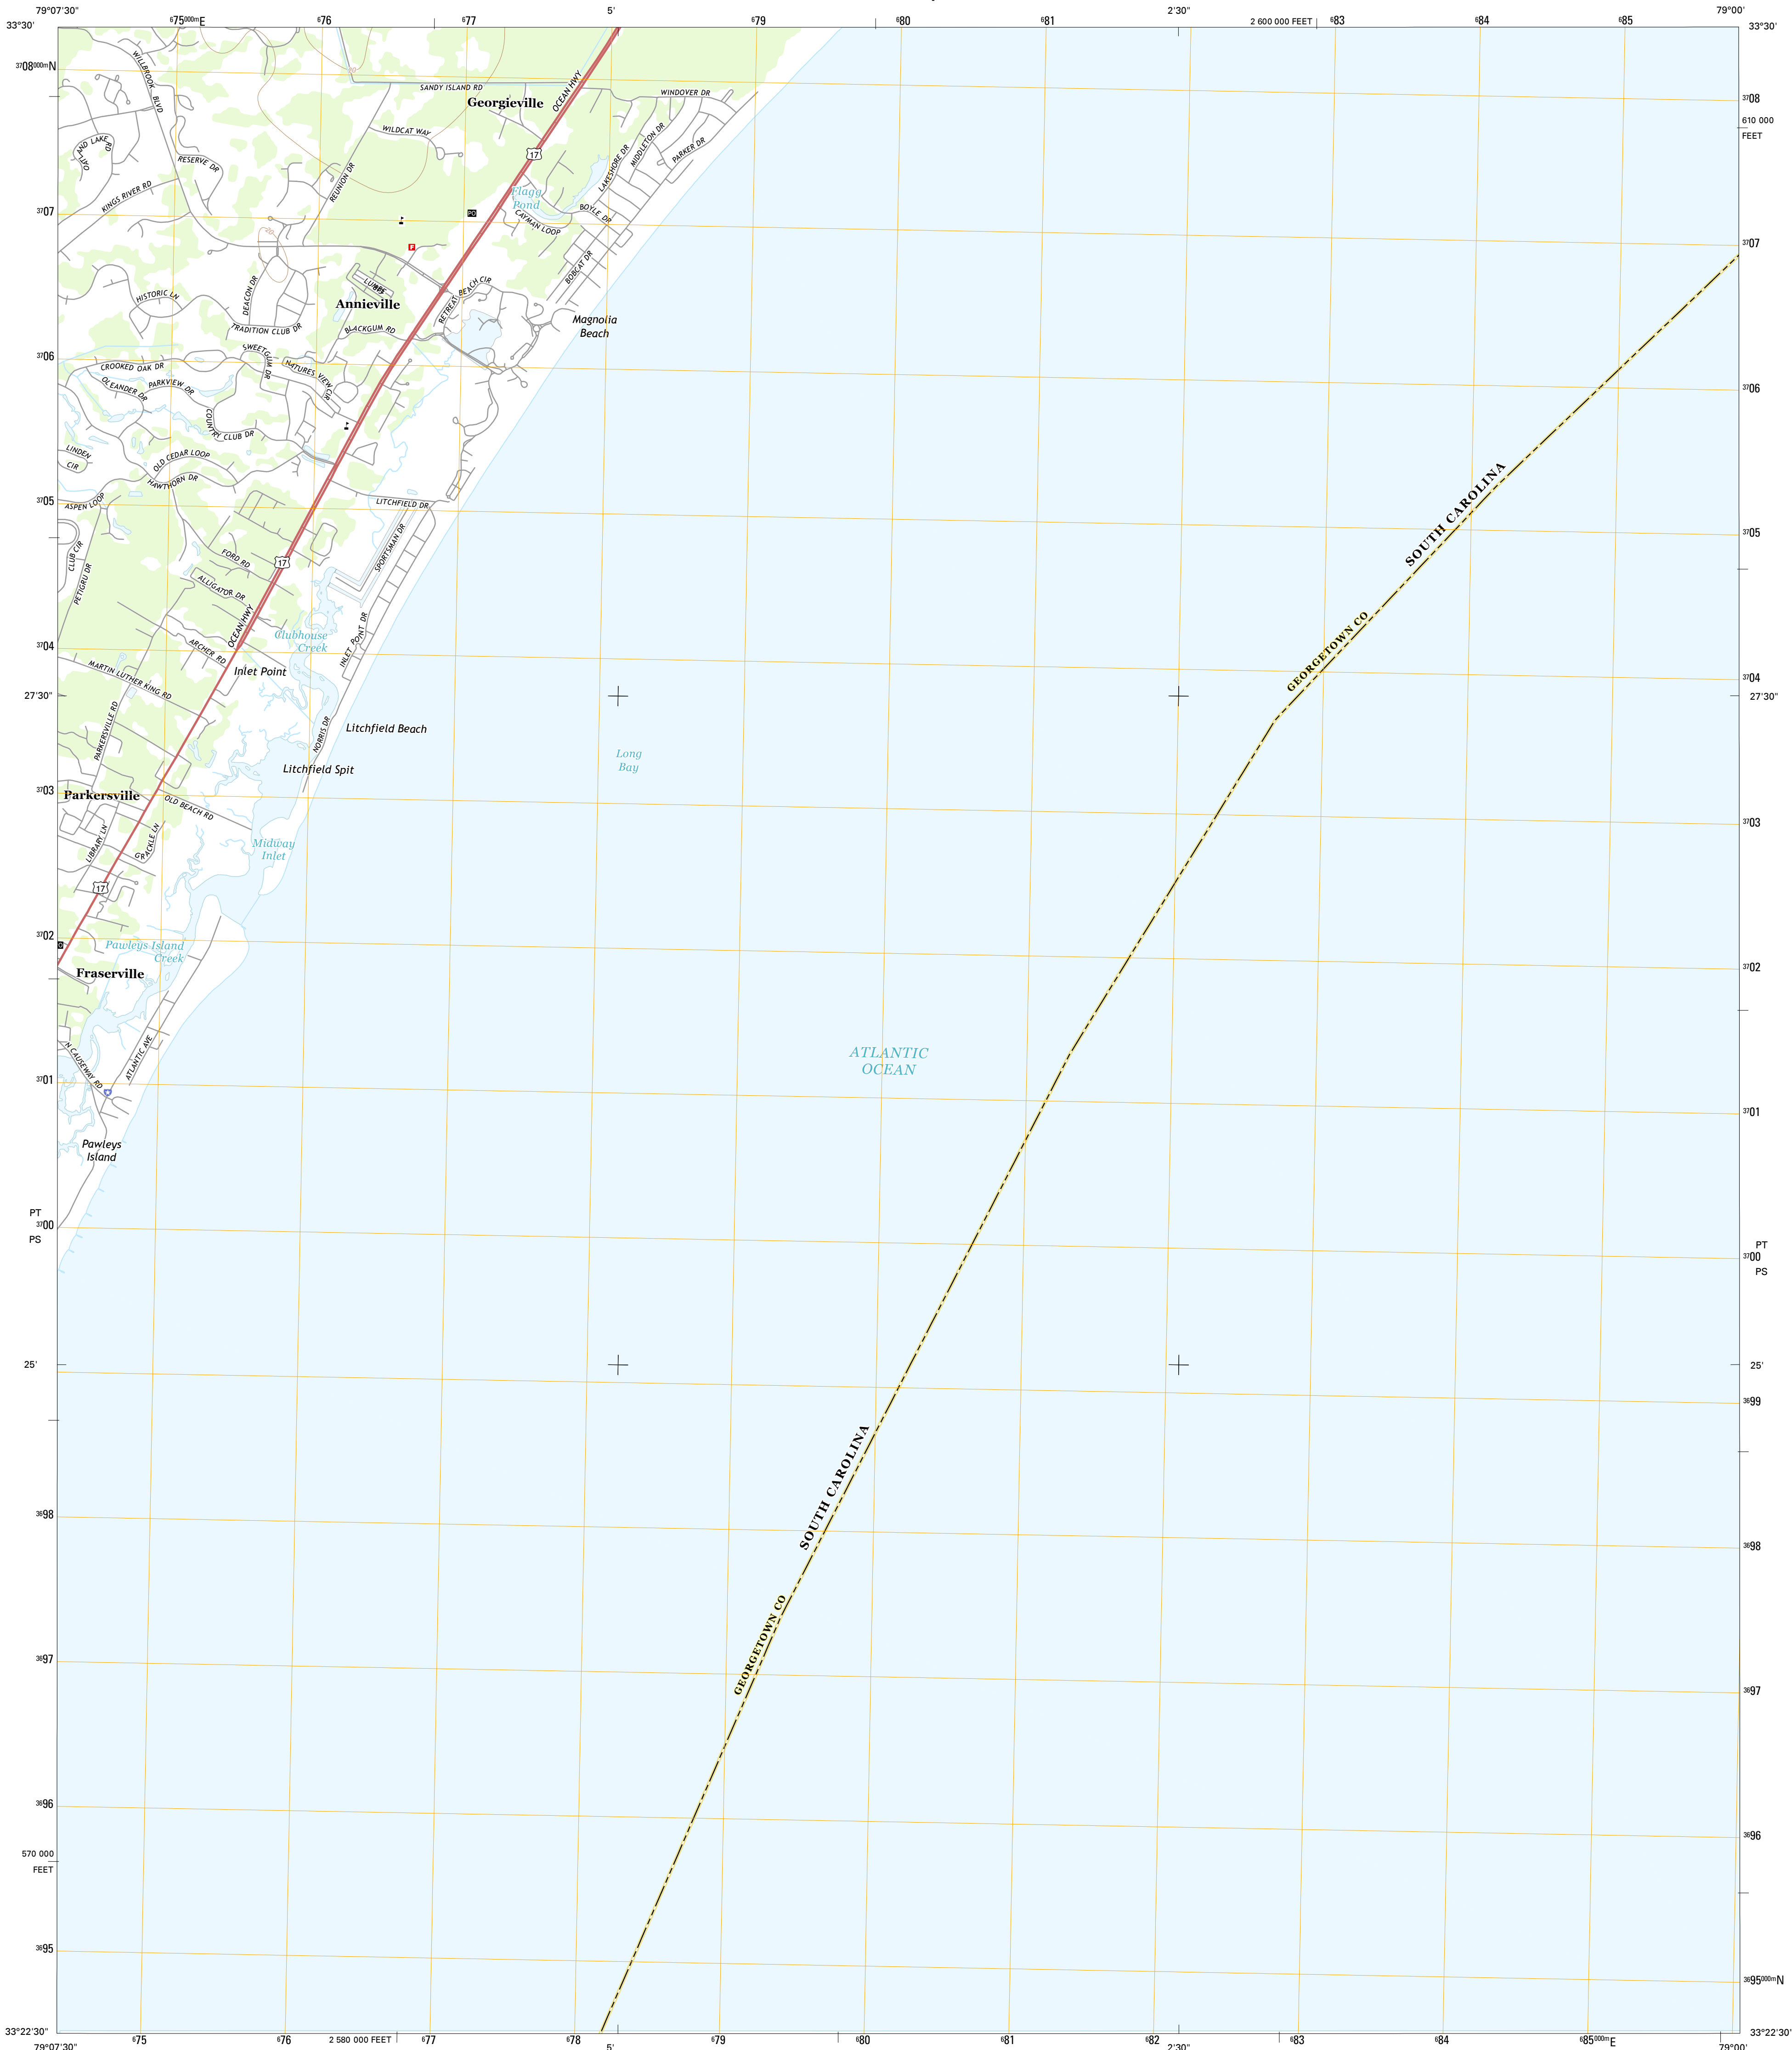 79°07'30"
⁶75⁰⁰⁰ᵐE
⁶76
⁶77
5'
⁶79
⁶80
⁶81
2'30"
2 600 000 FEET
⁶83
⁶84
⁶85
79°00'
33°30'
33°30'
³⁷08⁰⁰⁰ᵐN
³⁷08
610 000
FEET
WILLBROOK BLVD
SANDY ISLAND RD
OCEAN HWY
WINDOVER DR
Georgieville
WILDCAT WAY
17
MIDDLETON DR
PARKER DR
OATLAND LAKE RD
RESERVE DR
REUNION DR
LAKESHORE DR
KINGS RIVER RD
Flagg
Pond
PO
BOYLE DR
CAYMAN LOOP
³⁷07
³⁷07
F
BOBCAT DR
HISTORIC LN
DEACON DR
RETREAT BEACH CIR
Annieville
TRADITION CLUB DR
BLACKGUM RD
Magnolia
Beach
³⁷06
³⁷06
SWEETGUM DR
CROOKED OAK DR
NATURES VIEW CIR
OLEANDER DR
PARKVIEW DR
COUNTRY CLUB DR
LINDEN
CIR
OLD CEDAR LOOP
HAWTHORN DR
³⁷05
³⁷05
ASPEN LOOP
LITCHFIELD DR
SPORTSMAN DR
CLUB CIR
FORD RD
17
PETIGRU DR
ALLIGATOR DR
SOUTH CAROLINA
GEORGETOWN CO
OCEAN HWY
Clubhouse
Creek
INLET POINT DR
ARCHER RD
³⁷04
³⁷04
MARTIN LUTHER KING RD
Inlet Point
27'30"
27'30"
PARKERSVILLE RD
NORRIS DR
Litchfield Beach
Long
Bay
Litchfield Spit
³⁷03
³⁷03
Parkersville
OLD BEACH RD
LIBRARY LN
GRACKLE LN
Midway
Inlet
17
³⁷02
³⁷02
Pawleys Island
Creek
Fraserville
N CAUSEWAY RD
ATLANTIC AVE
ATLANTIC
OCEAN
³⁷01
³⁷01
Pawleys
Island
PT
³⁷00
PS
PT
³⁷00
PS
25'
25'
³⁶99
SOUTH CAROLINA
³⁶98
³⁶98
GEORGETOWN CO
³⁶97
³⁶97
³⁶96
³⁶96
570 000
FEET
³⁶95
³⁶95⁰⁰⁰ᵐN
33°22'30"
33°22'30"
79°07'30"
⁶75
⁶76
2 580 000 FEET
⁶77
⁶78
5'
⁶79
⁶80
⁶81
⁶82
2'30"
⁶83
⁶84
⁶85⁰⁰⁰ᵐE
79°00'